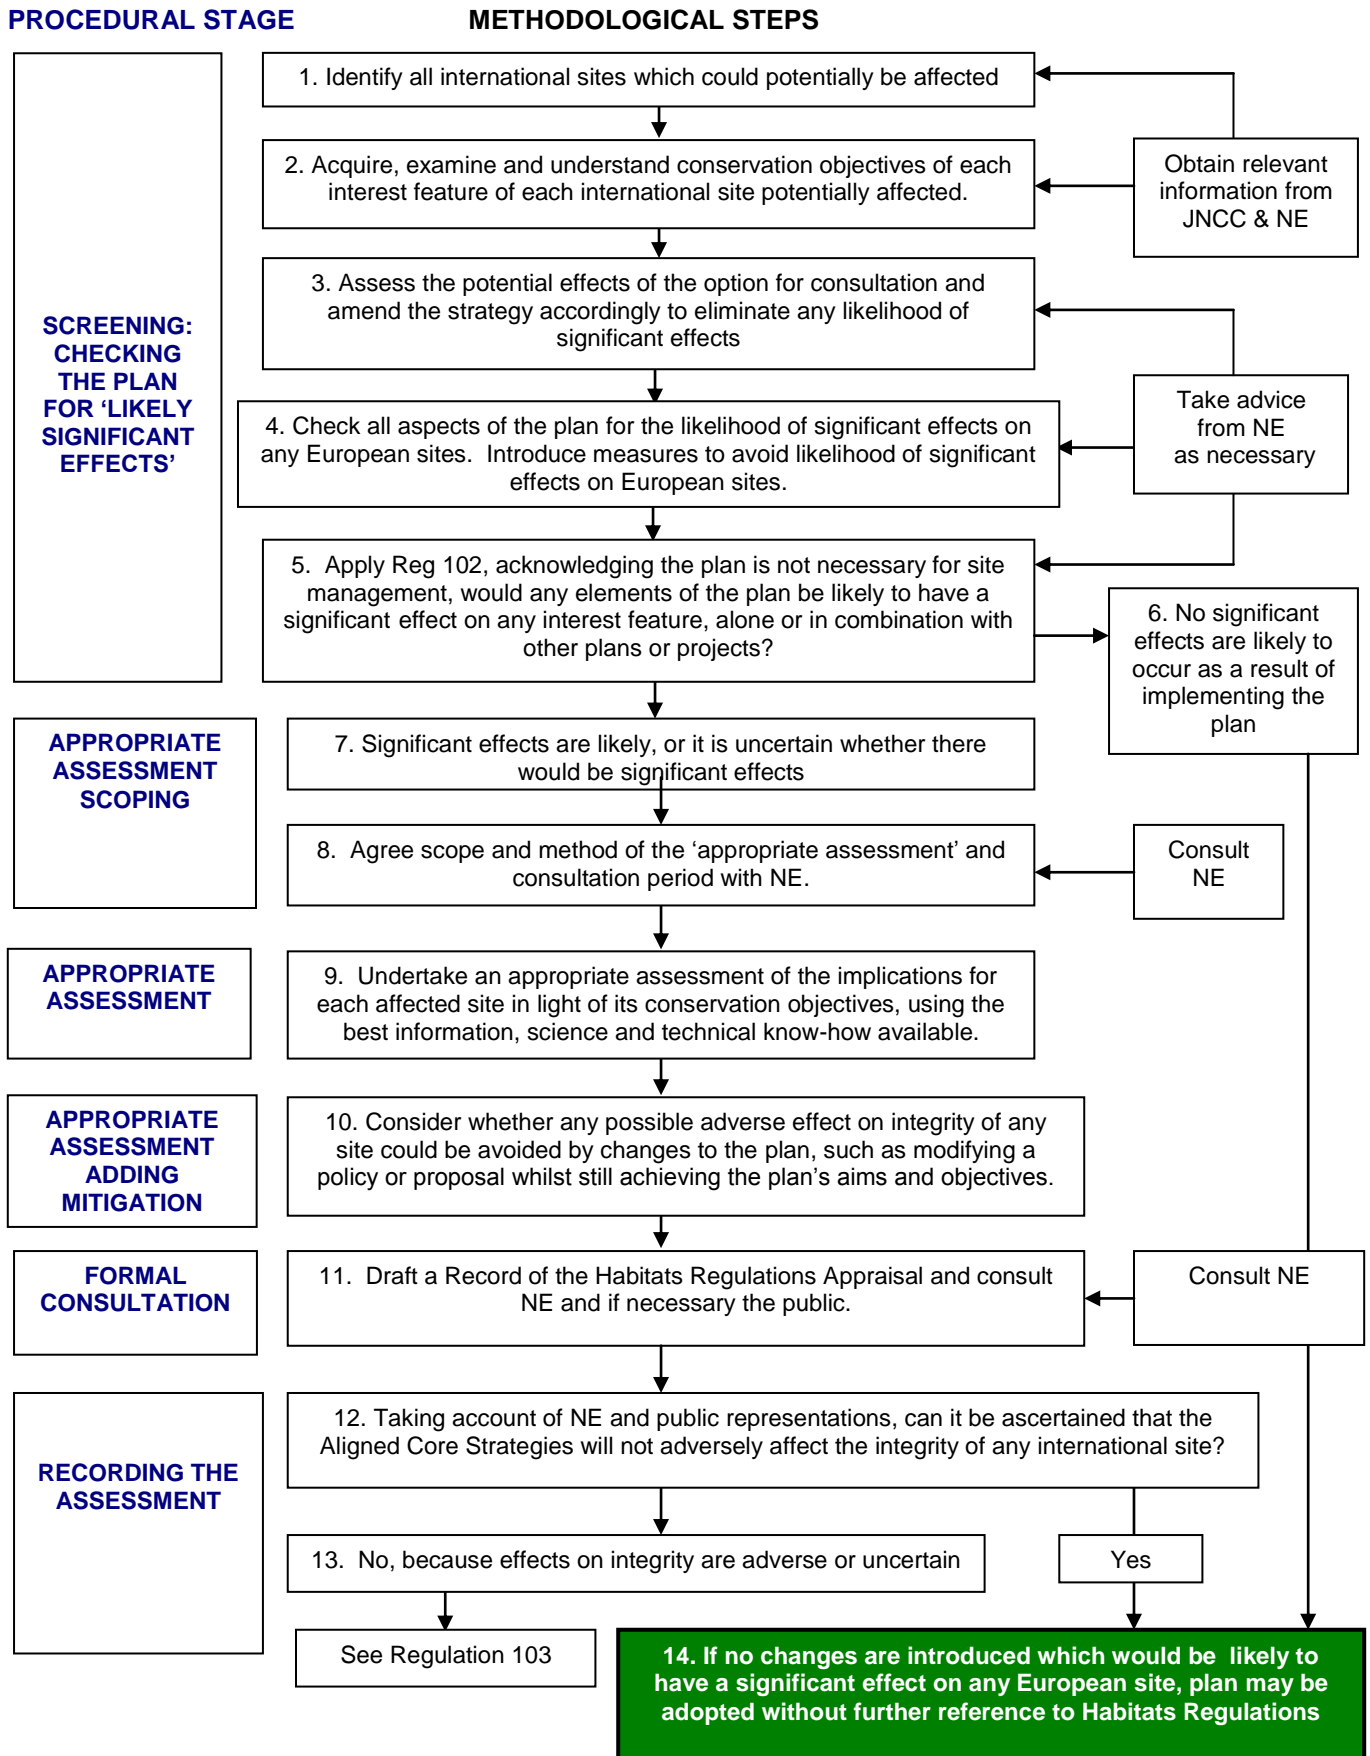 PROCEDURAL STAGE
METHODOLOGICAL STEPS
SCREENING:
CHECKING
THE PLAN
FOR ‘LIKELY
SIGNIFICANT
EFFECTS’
1. Identify all international sites which could potentially be affected
2. Acquire, examine and understand conservation objectives of each
interest feature of each international site potentially affected.
Obtain relevant
information from
JNCC & NE
3. Assess the potential effects of the option for consultation and
amend the strategy accordingly to eliminate any likelihood of
significant effects
4. Check all aspects of the plan for the likelihood of significant effects on
any European sites.  Introduce measures to avoid likelihood of significant
effects on European sites.
Take advice
from NE
as necessary
5.  Apply Reg 102, acknowledging the plan is not necessary for site
management, would any elements of the plan be likely to have a
significant effect on any interest feature, alone or in combination with
other plans or projects?
6. No significant
effects are likely to
occur as a result of
implementing the
plan
APPROPRIATE
ASSESSMENT
SCOPING
7. Significant effects are likely, or it is uncertain whether there
would be significant effects
8.  Agree scope and method of the ‘appropriate assessment’ and
consultation period with NE.
Consult
NE
APPROPRIATE
ASSESSMENT
9.  Undertake an appropriate assessment of the implications for
each affected site in light of its conservation objectives, using the
best information, science and technical know-how available.
APPROPRIATE
ASSESSMENT
ADDING
MITIGATION
10. Consider whether any possible adverse effect on integrity of any
site could be avoided by changes to the plan, such as modifying a
policy or proposal whilst still achieving the plan’s aims and objectives.
FORMAL
CONSULTATION
11.  Draft a Record of the Habitats Regulations Appraisal and consult
NE and if necessary the public.
Consult NE
RECORDING THE
ASSESSMENT
12. Taking account of NE and public representations, can it be ascertained that the
Aligned Core Strategies will not adversely affect the integrity of any international site?
13.  No, because effects on integrity are adverse or uncertain
Yes
See Regulation 103
14. If no changes are introduced which would be  likely to
have a significant effect on any European site, plan may be
adopted without further reference to Habitats Regulations